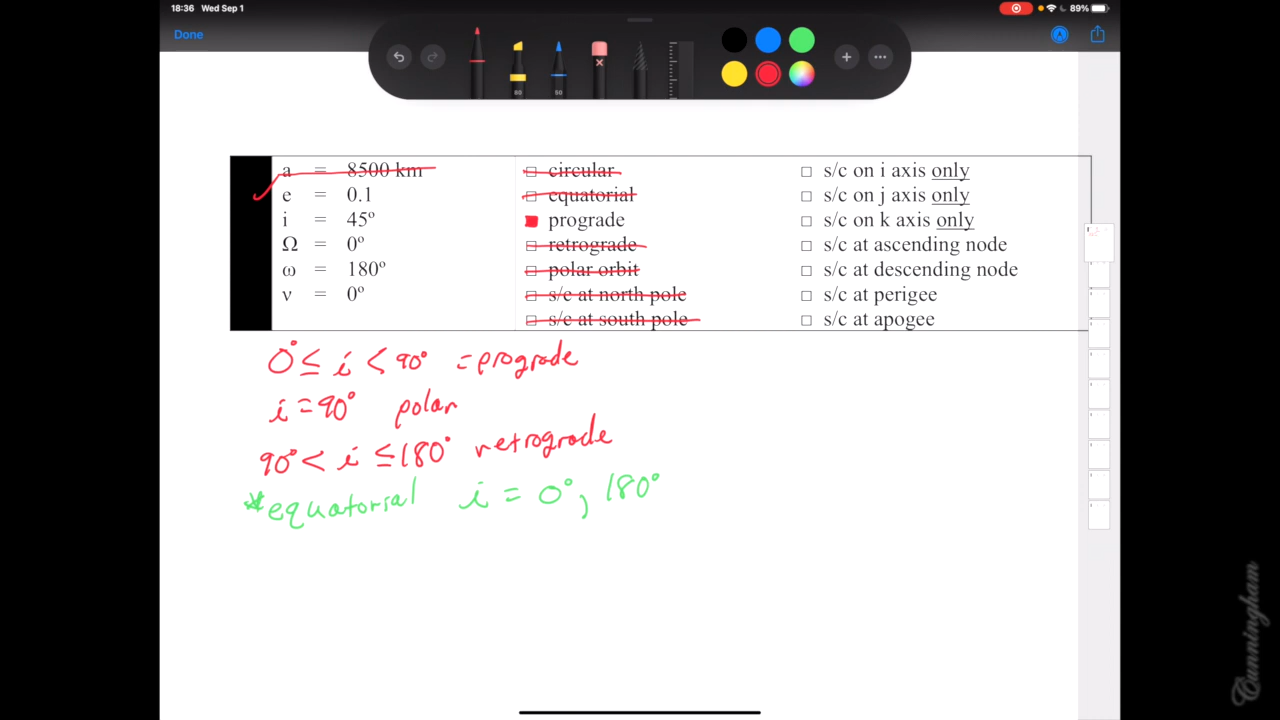 18:36 Wed Sep 1
89%
Done
80
50
a = 8500 km
e = 0.1
i = 45º
Ω = 0º
ω = 180º
ν = 0º
□ circular
□ equatorial
■ prograde
□ retrograde
□ polar orbit
□ s/c at north pole
□ s/c at south pole
□ s/c on i axis only
□ s/c on j axis only
□ s/c on k axis only
□ s/c at ascending node
□ s/c at descending node
□ s/c at perigee
□ s/c at apogee
0° ≤ i < 90° = prograde
i = 90° polar
90° < i ≤ 180° retrograde
*equatorial i = 0°, 180°
Cunningham